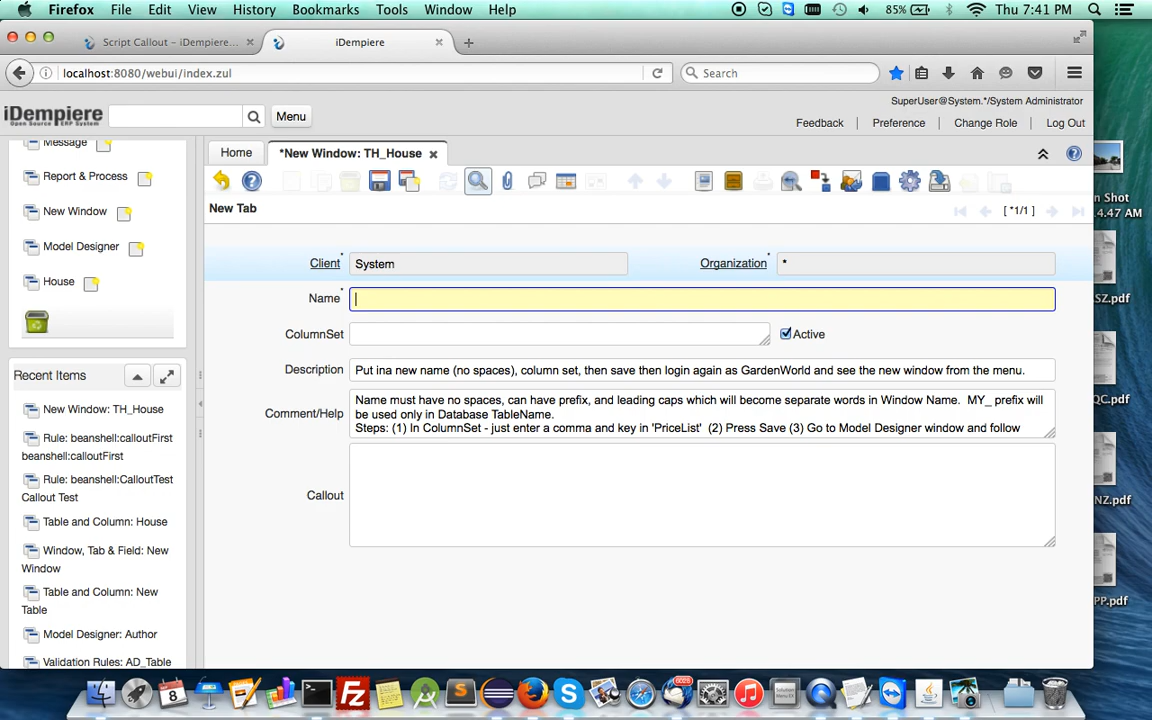 Firefox File Edit View History Bookmarks Tools Window Help 85% Thu 7:41 PM
Script Callout – iDempiere... iDempiere
localhost:8080/webui/index.zul Search
iDempiere
Open Source ERP System
Menu
SuperUser@System.*/System Administrator
Feedback Preference Change Role Log Out
Message
Report & Process
New Window
Model Designer
House
Recent Items
New Window: TH_House
Rule: beanshell:calloutFirst
beanshell:calloutFirst
Rule: beanshell:CalloutTest
Callout Test
Table and Column: House
Window, Tab & Field: New
Window
Table and Column: New
Table
Model Designer: Author
Validation Rules: AD_Table
Home *New Window: TH_House
New Tab
[ *1/1 ]
Client* System Organization* *
Name*
ColumnSet Active
Description Put ina new name (no spaces), column set, then save then login again as GardenWorld and see the new window from the menu.
Comment/Help Name must have no spaces, can have prefix, and leading caps which will become separate words in Window Name. MY_ prefix will
be used only in Database TableName.
Steps: (1) In ColumnSet - just enter a comma and key in 'PriceList' (2) Press Save (3) Go to Model Designer window and follow
Callout
n Shot
4.47 AM
SZ.pdf
QC.pdf
NZ.pdf
PP.pdf